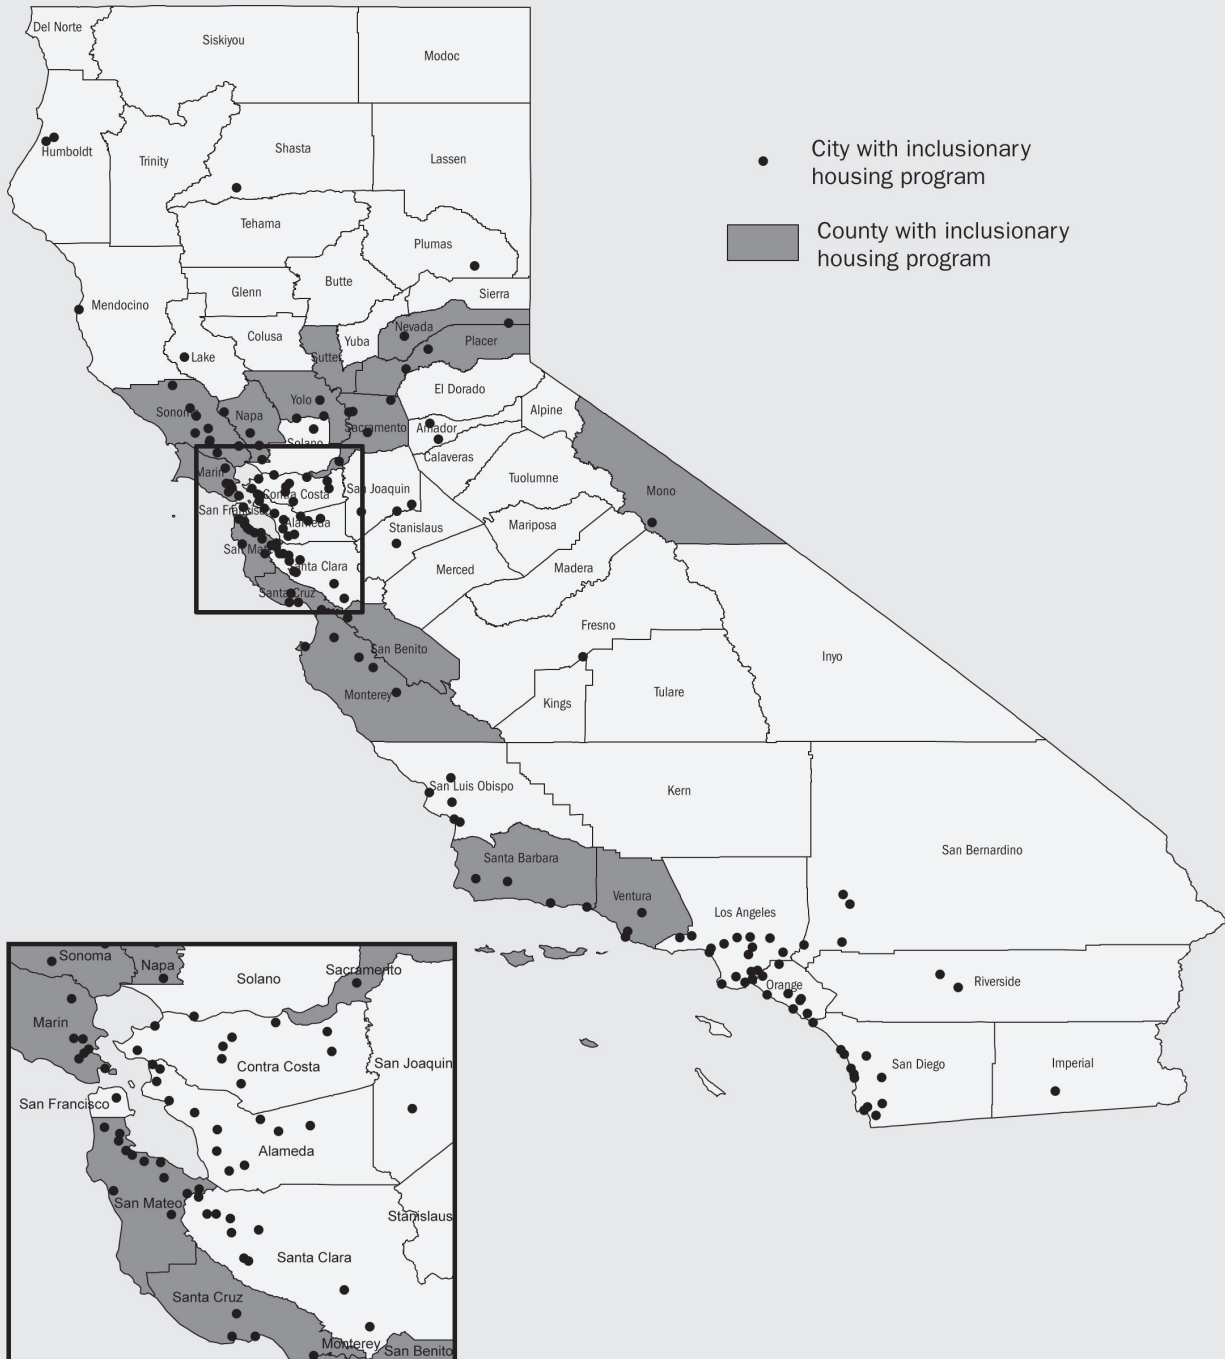 Del Norte
Siskiyou
Modoc
Humboldt
Trinity
Shasta
Lassen
City with inclusionary
housing program
Tehama
Plumas
County with inclusionary
housing program
Mendocino
Glenn
Butte
Sierra
Lake
Colusa
Sutter
Yuba
Nevada
Placer
Sonoma
Napa
Yolo
El Dorado
Alpine
Solano
Sacramento
Amador
Calaveras
Marin
Contra Costa
San Joaquin
Tuolumne
Mono
San Francisco
Alameda
Stanislaus
Mariposa
San Mateo
Santa Clara
Merced
Madera
Santa Cruz
Fresno
San Benito
Inyo
Monterey
Kings
Tulare
San Luis Obispo
Kern
Santa Barbara
San Bernardino
Ventura
Los Angeles
Orange
Riverside
San Diego
Imperial
Sonoma
Napa
Solano
Sacramento
Marin
Contra Costa
San Joaquin
San Francisco
Alameda
San Mateo
Stanislaus
Santa Clara
Santa Cruz
Monterey
San Benito